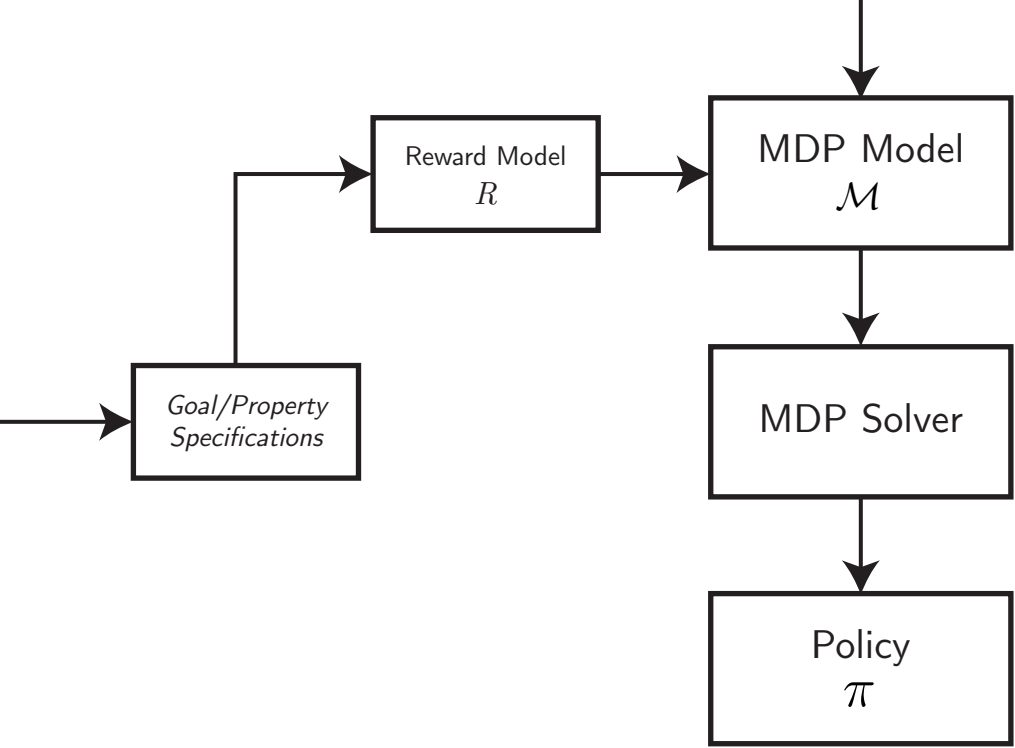 MDP Model
ℳ
Reward Model
R
Goal/Property
Specifications
MDP Solver
Policy
π